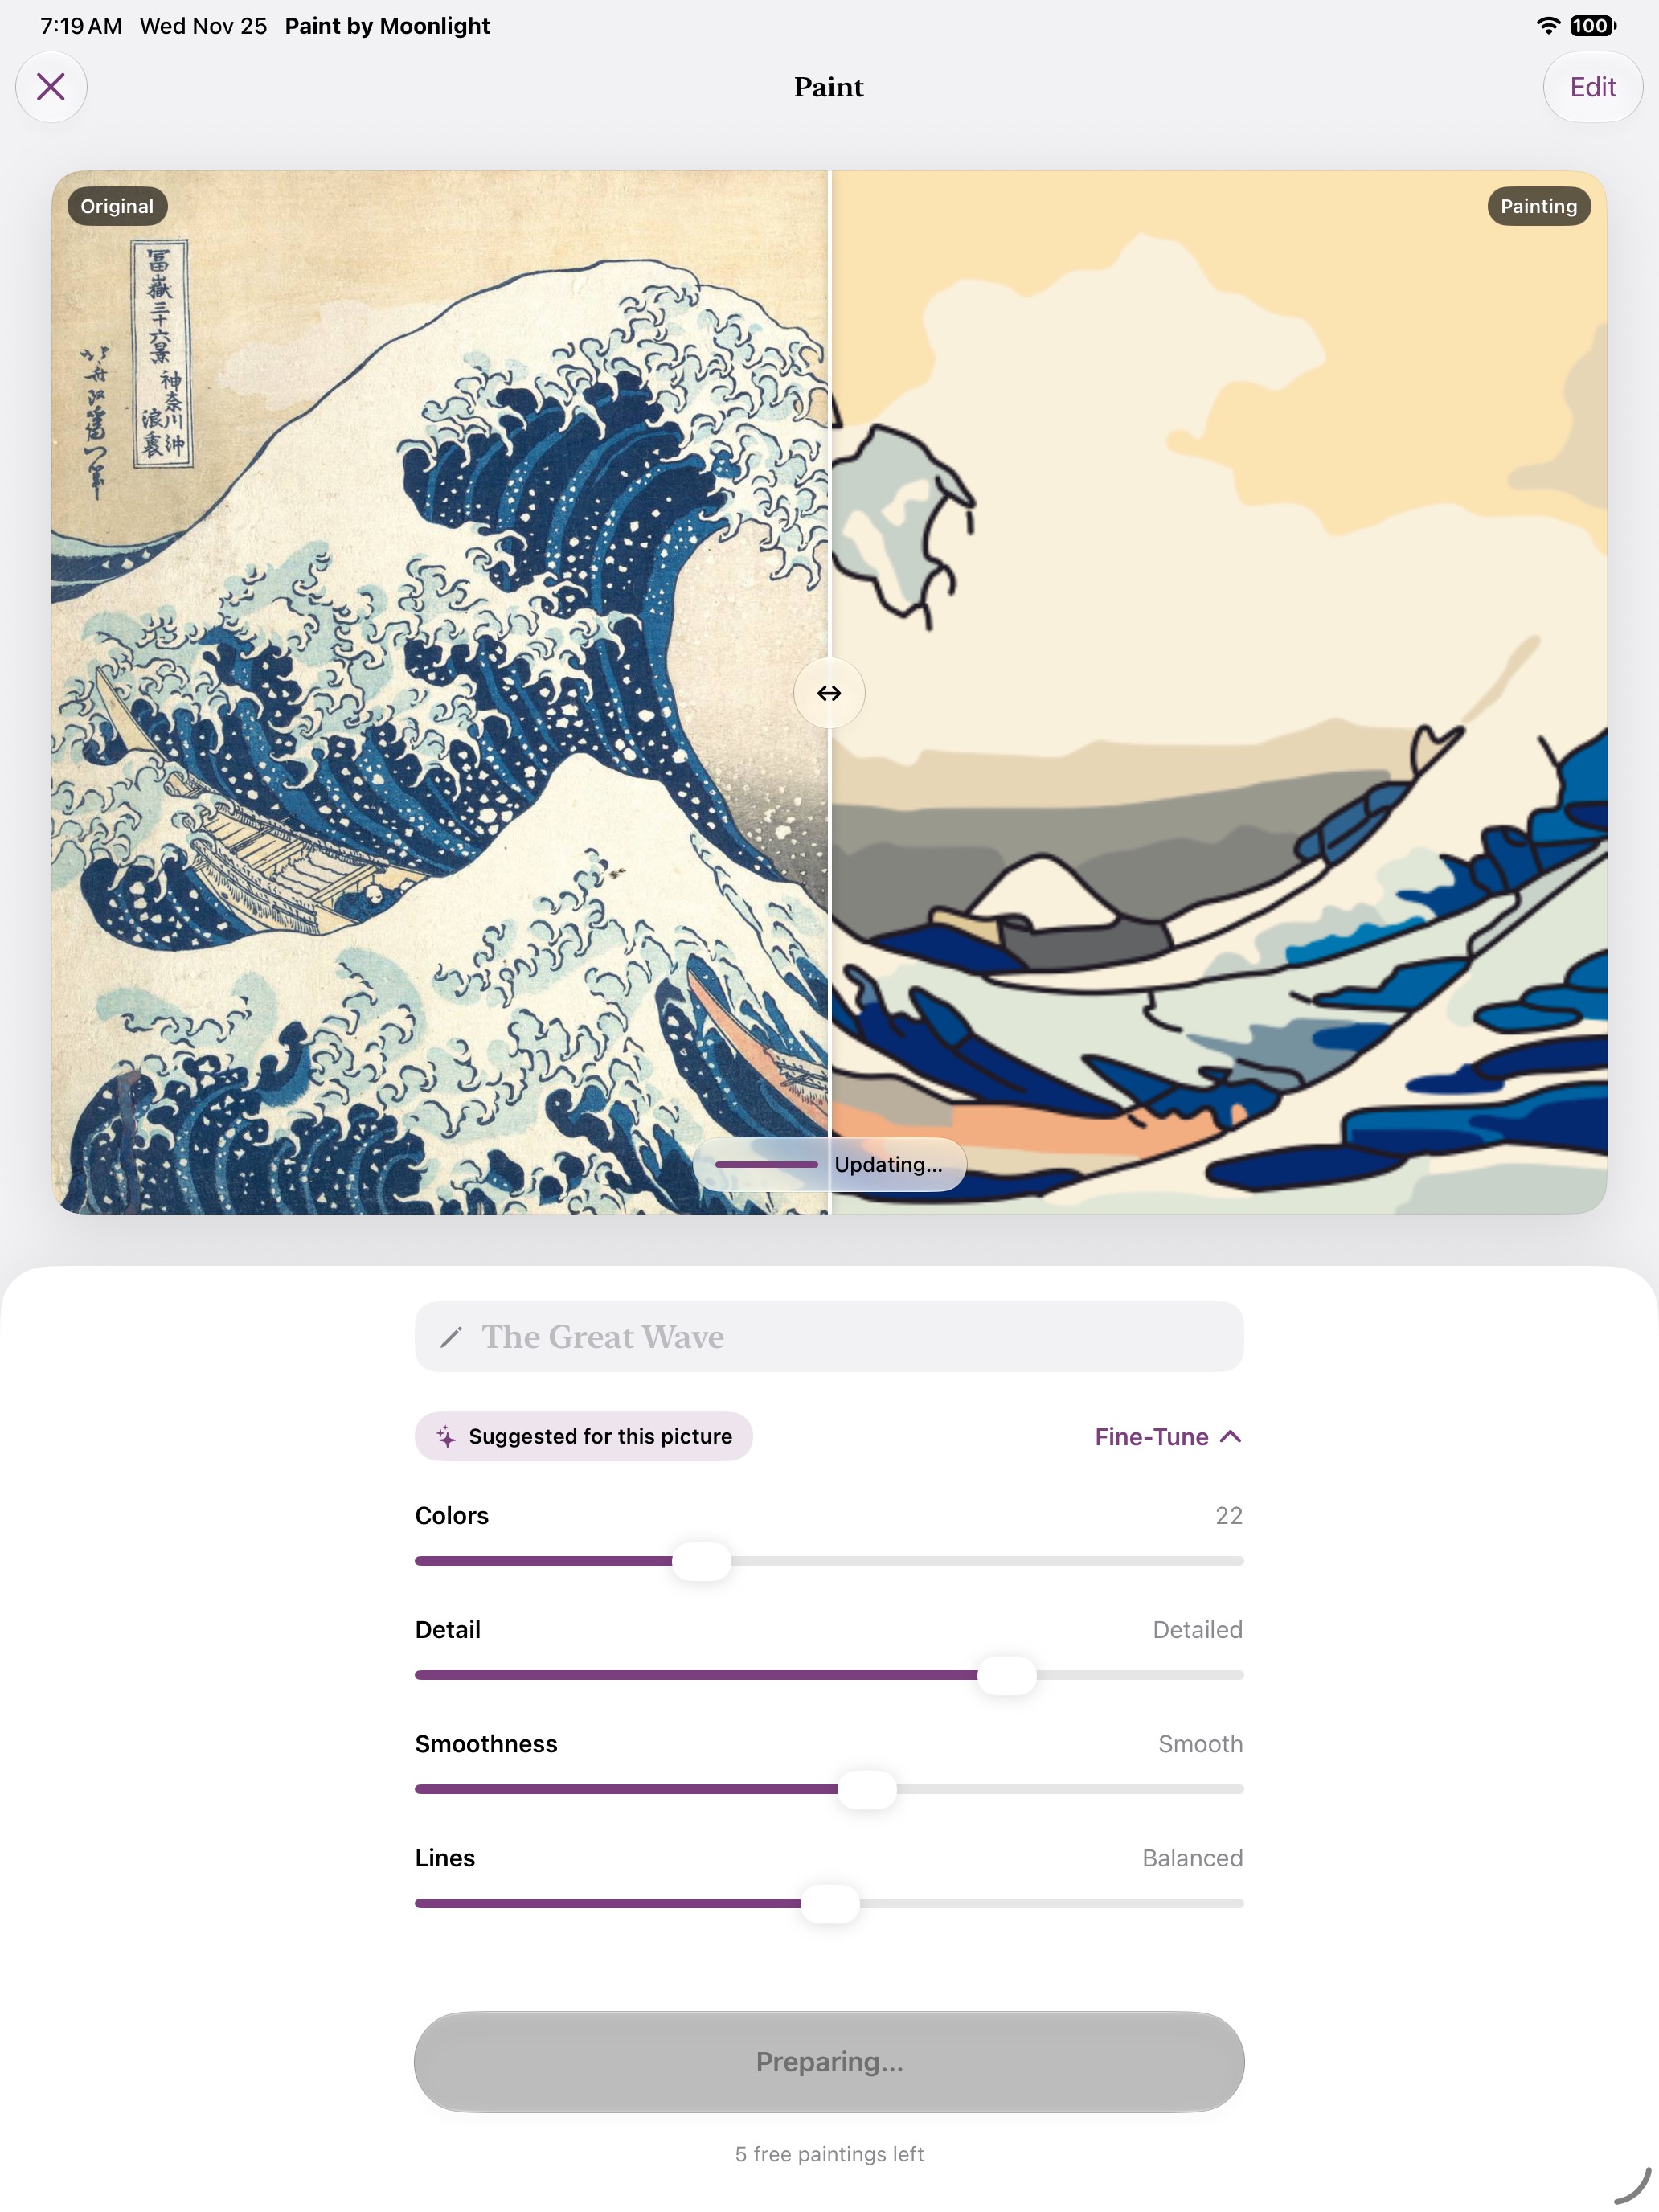 7:19 AM Wed Nov 25 Paint by Moonlight
100
Paint
Edit
Original
Painting
冨嶽三十六景
神奈川沖
浪裏
Updating...
The Great Wave
Suggested for this picture
Fine-Tune
Colors
22
Detail
Detailed
Smoothness
Smooth
Lines
Balanced
Preparing...
5 free paintings left